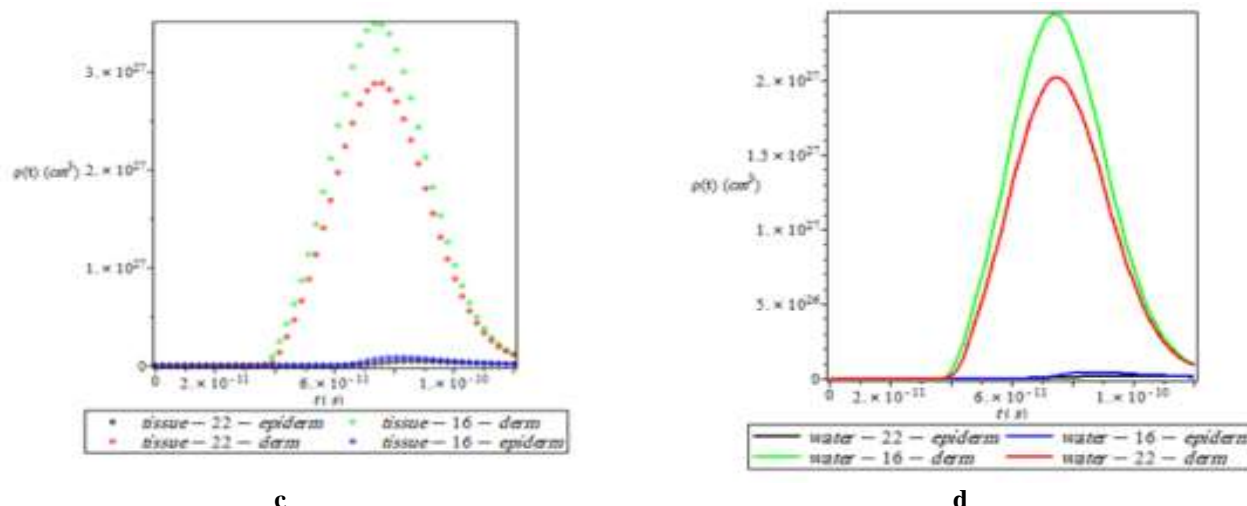 3. × 10²⁷
ρ(t) (cm³) 2. × 10²⁷
1. × 10²⁷
0
0 2. × 10⁻¹¹ 6. × 10⁻¹¹ 1. × 10⁻¹⁰
t( s)
tissue − 22 − epiderm tissue − 16 − derm
tissue − 22 − derm tissue − 16 − epiderm
c
2. × 10²⁷
1.5 × 10²⁷
ρ(t) (cm³)
1. × 10²⁷
5. × 10²⁶
0
0 2. × 10⁻¹¹ 6. × 10⁻¹¹ 1. × 10⁻¹⁰
t( s)
water − 22 − epiderm water − 16 − epiderm
water − 16 − derm water − 22 − derm
d